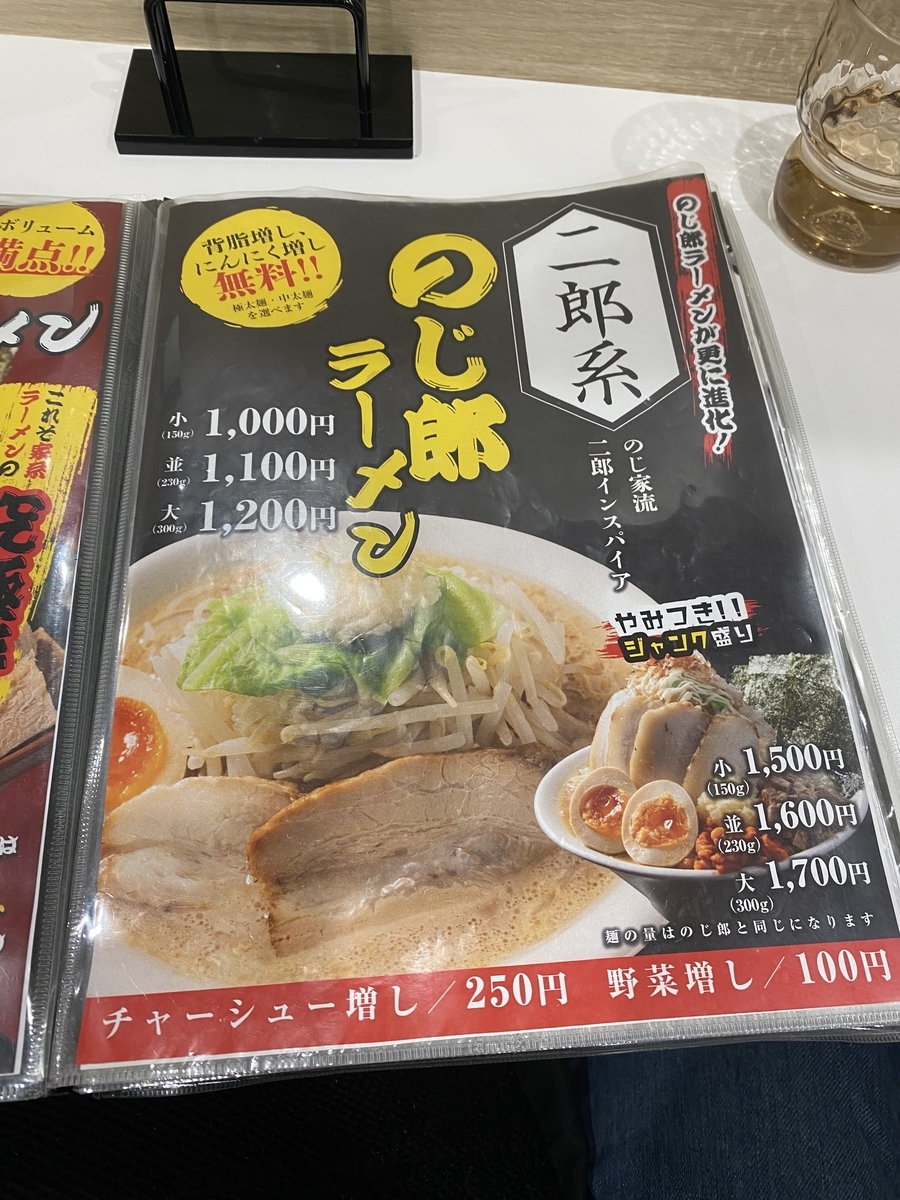 ボリューム
満点!!
メン
これぞ家系
ラーメンの
のじ郎ラーメンが更に進化!
二郎系
のじ家流
二郎インスパイア
のじ郎
ラーメン
背脂増し、
にんにく増し
無料!!
極太麺・中太麺
を選べます
小 1,000円
(150g)
並 1,100円
(230g)
大 1,200円
(300g)
やみつき!!
ジャンク盛り
小 1,500円
(150g)
並 1,600円
(230g)
大 1,700円
(300g)
麺の量はのじ郎と同じになります
チャーシュー増し/250円 野菜増し/100円